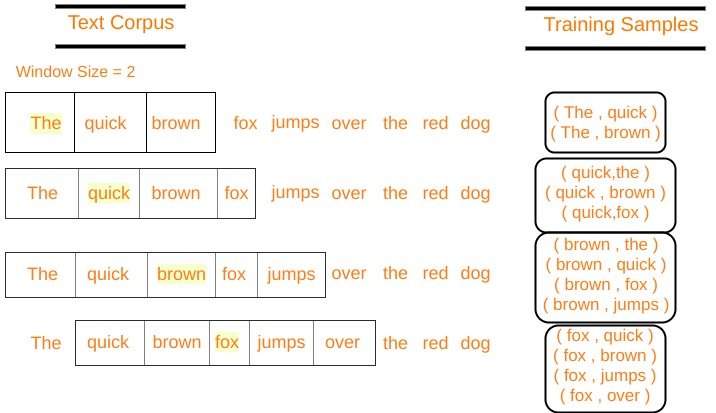 Text Corpus
Training Samples
Window Size = 2
The quick brown fox jumps over the red dog
( The , quick )
( The , brown )
The quick brown fox jumps over the red dog
( quick,the )
( quick , brown )
( quick,fox )
The quick brown fox jumps over the red dog
( brown , the )
( brown , quick )
( brown , fox )
( brown , jumps )
The quick brown fox jumps over the red dog
( fox , quick )
( fox , brown )
( fox , jumps )
( fox , over )